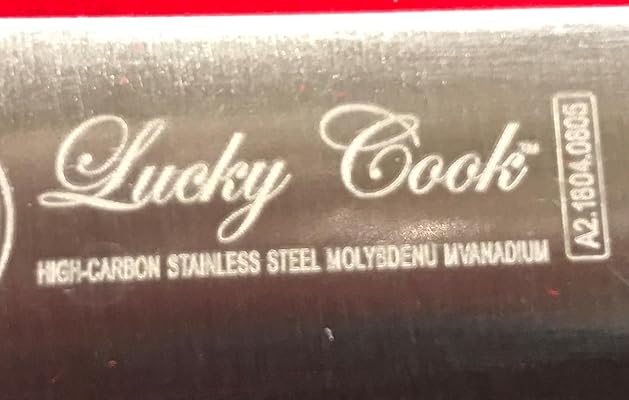 Lucky Cook™
HIGH-CARBON STAINLESS STEEL MOLYBDENU MVANADIUM
A2.1804.0805